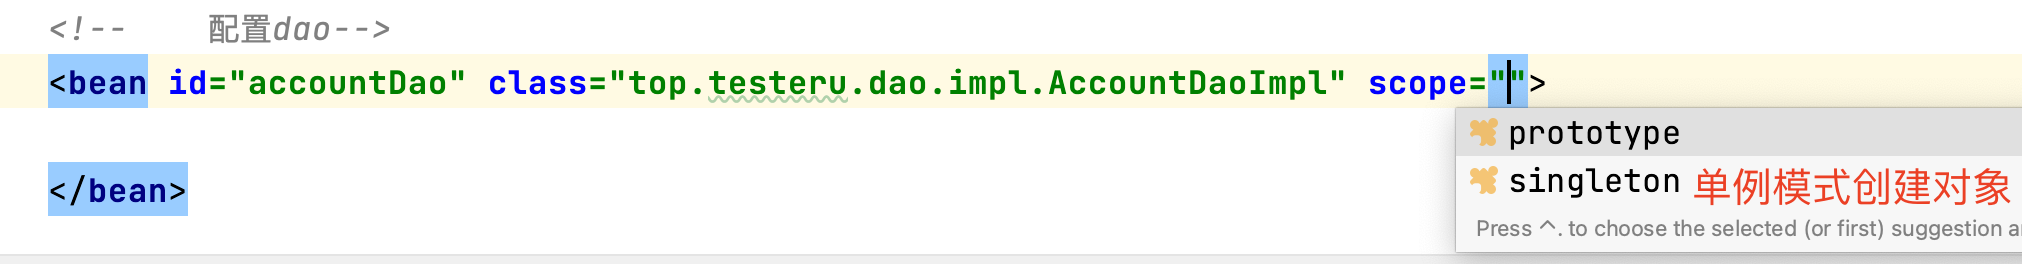 <!-- 配置dao-->
<bean id="accountDao" class="top.testeru.dao.impl.AccountDaoImpl" scope="">
prototype
singleton 单例模式创建对象
</bean>
Press ^. to choose the selected (or first) suggestion